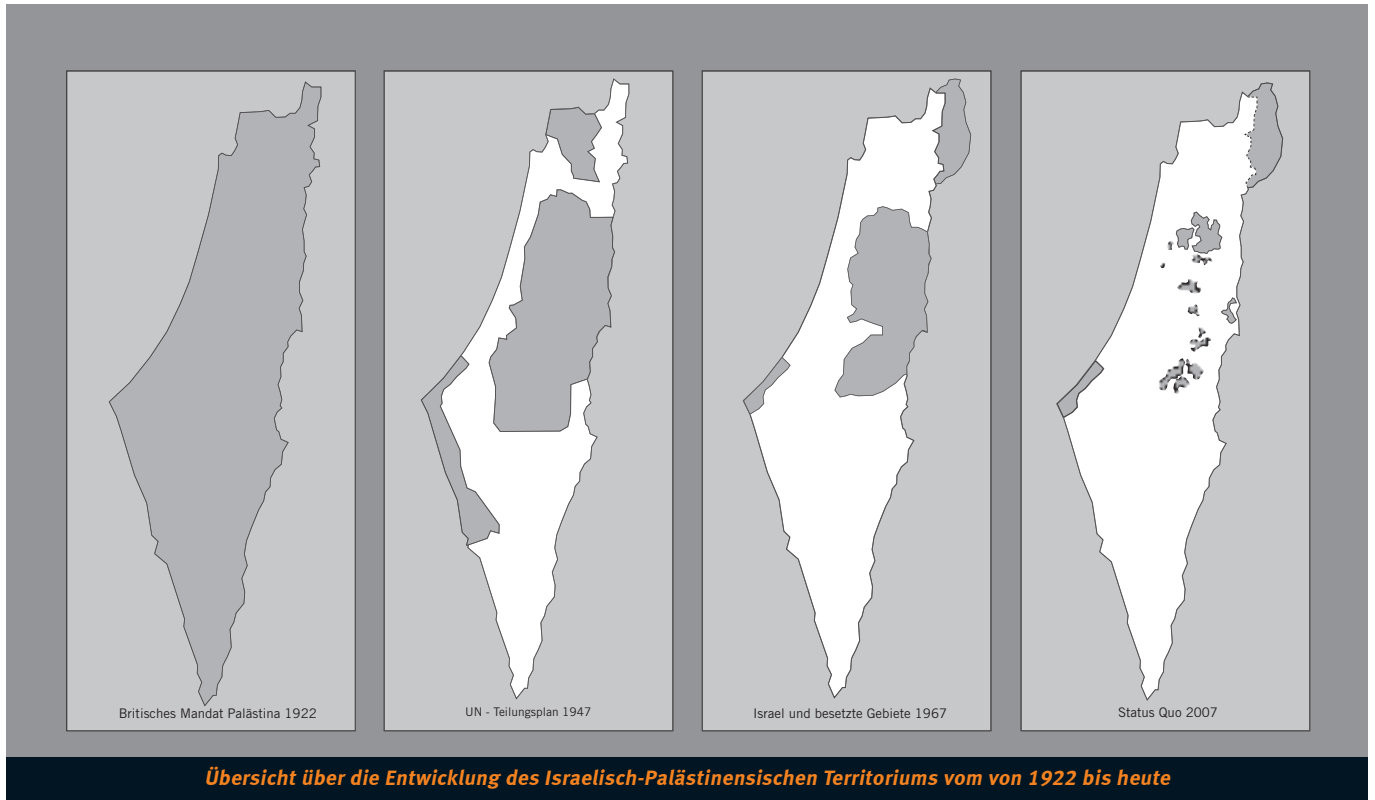 Britisches Mandat Palästina 1922
UN - Teilungsplan 1947
Israel und besetzte Gebiete 1967
Status Quo 2007
Übersicht über die Entwicklung des Israelisch-Palästinensischen Territoriums vom von 1922 bis heute